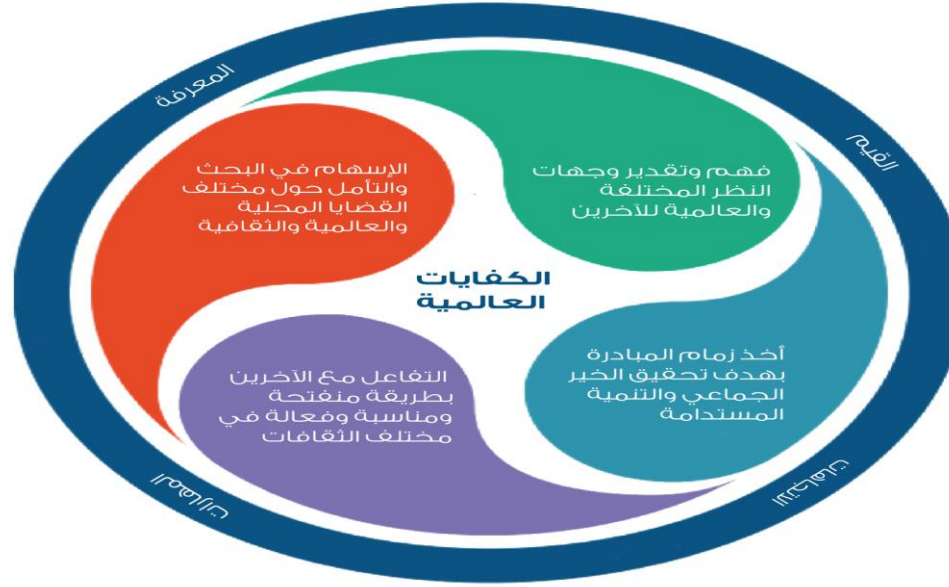 المعرفة
القيم
فهم وتقدير وجهات
النظر المختلفة
والعالمية للآخرين
الإسهام في البحث
والتأمل حول مختلف
القضايا المحلية
والعالمية والثقافية
الكفايات
العالمية
أخذ زمام المبادرة
بهدف تحقيق الخير
الجماعي والتنمية
المستدامة
التفاعل مع الآخرين
بطريقة منفتحة
ومناسبة وفعالة في
مختلف الثقافات
الاتجاهات
المهارات